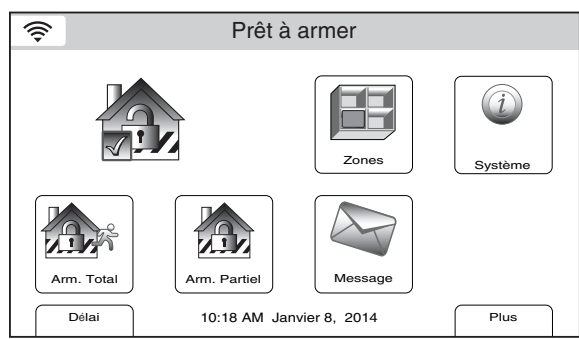 Prêt à armer
Zones
Système
Arm. Total
Arm. Partiel
Message
Délai
10:18 AM Janvier 8, 2014
Plus